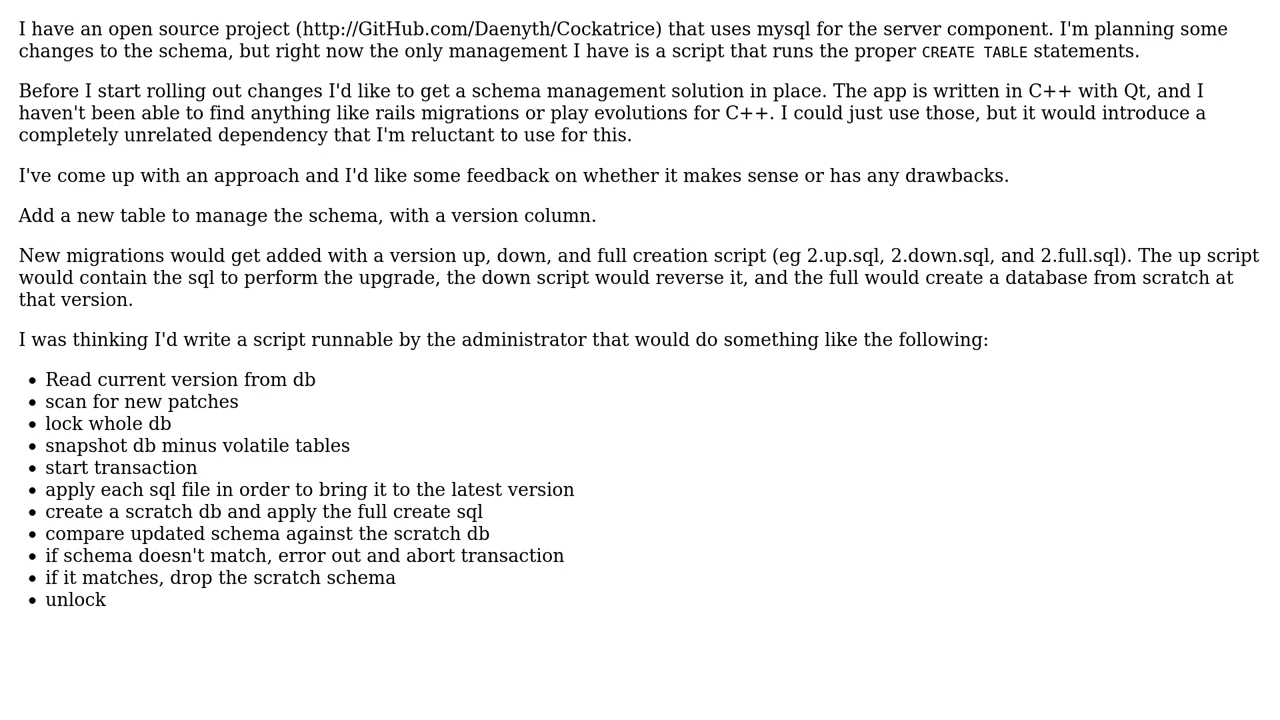 I have an open source project (http://GitHub.com/Daenyth/Cockatrice) that uses mysql for the server component. I'm planning some
changes to the schema, but right now the only management I have is a script that runs the proper CREATE TABLE statements.
Before I start rolling out changes I'd like to get a schema management solution in place. The app is written in C++ with Qt, and I
haven't been able to find anything like rails migrations or play evolutions for C++. I could just use those, but it would introduce a
completely unrelated dependency that I'm reluctant to use for this.
I've come up with an approach and I'd like some feedback on whether it makes sense or has any drawbacks.
Add a new table to manage the schema, with a version column.
New migrations would get added with a version up, down, and full creation script (eg 2.up.sql, 2.down.sql, and 2.full.sql). The up script
would contain the sql to perform the upgrade, the down script would reverse it, and the full would create a database from scratch at
that version.
I was thinking I'd write a script runnable by the administrator that would do something like the following:
• Read current version from db
• scan for new patches
• lock whole db
• snapshot db minus volatile tables
• start transaction
• apply each sql file in order to bring it to the latest version
• create a scratch db and apply the full create sql
• compare updated schema against the scratch db
• if schema doesn't match, error out and abort transaction
• if it matches, drop the scratch schema
• unlock